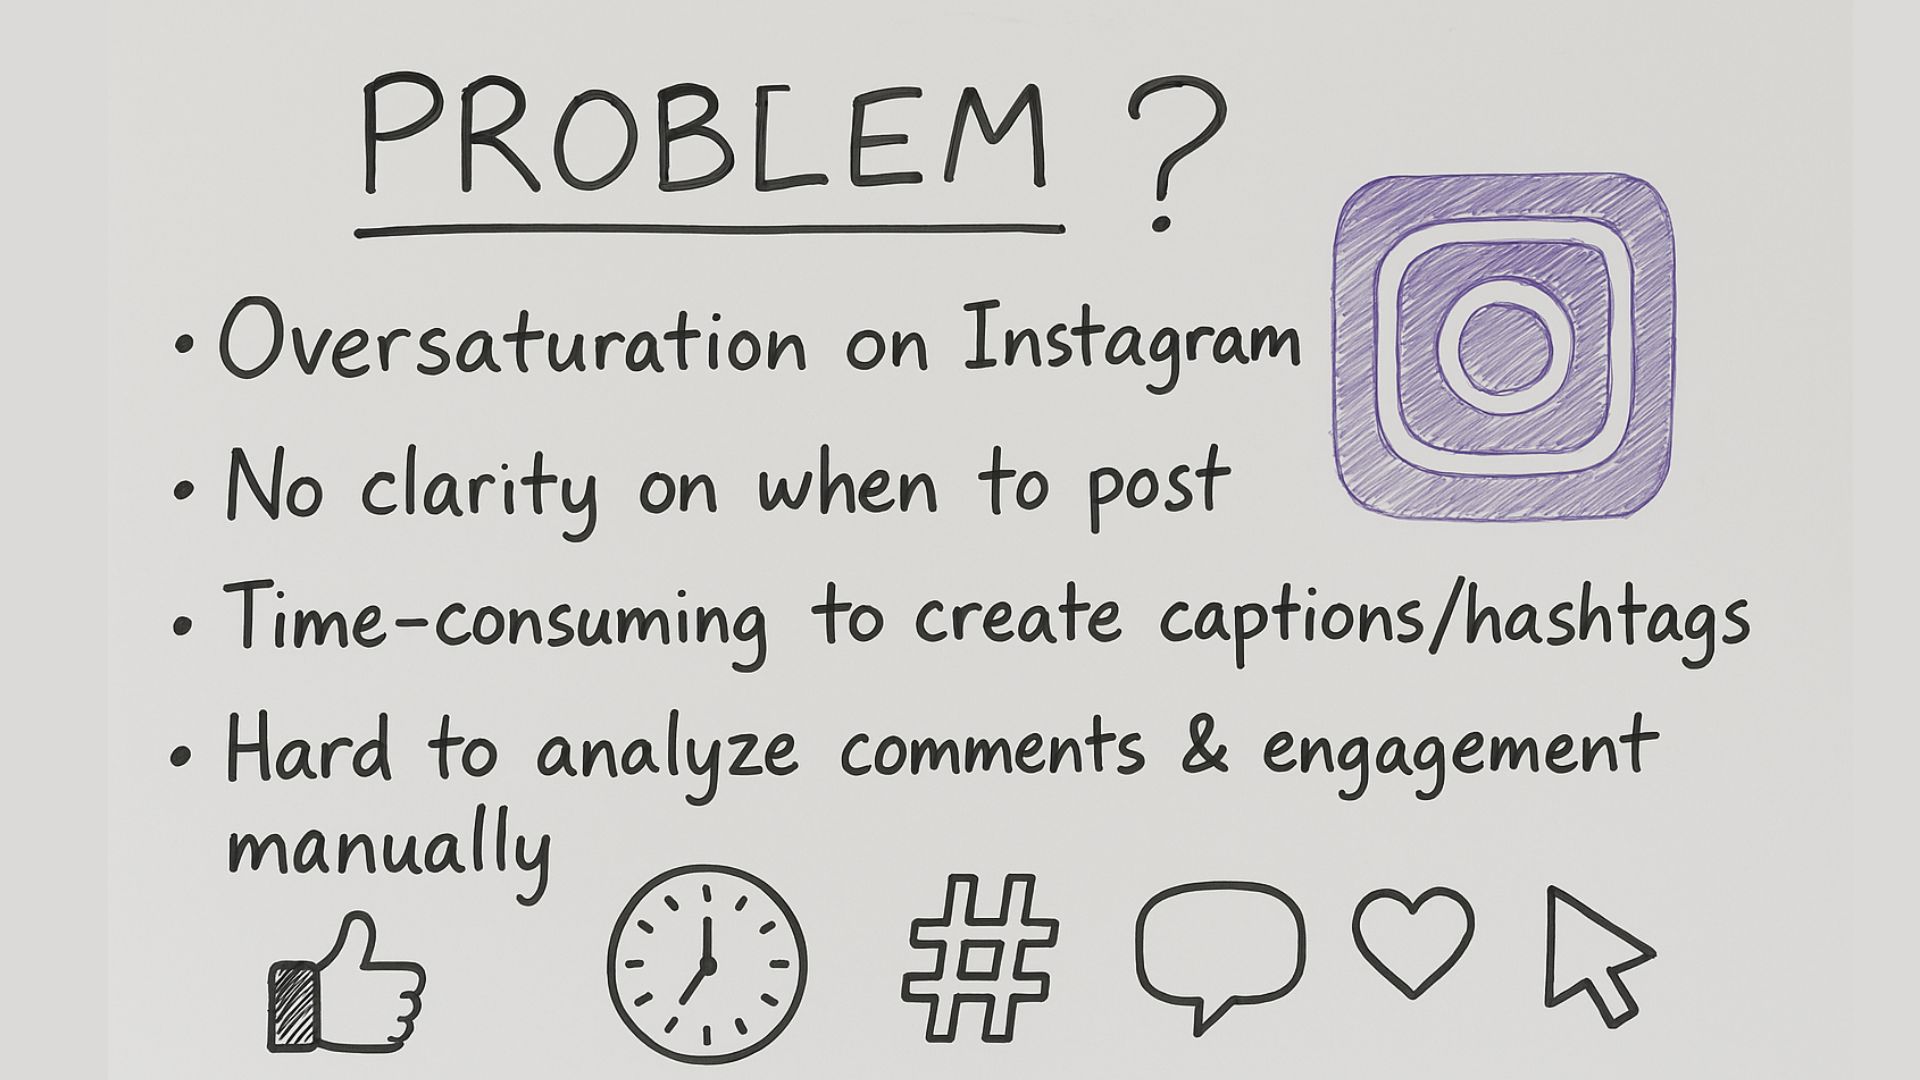 PROBLEM ?
• Oversaturation on Instagram
• No clarity on when to post
• Time-consuming to create captions/hashtags
• Hard to analyze comments & engagement
manually